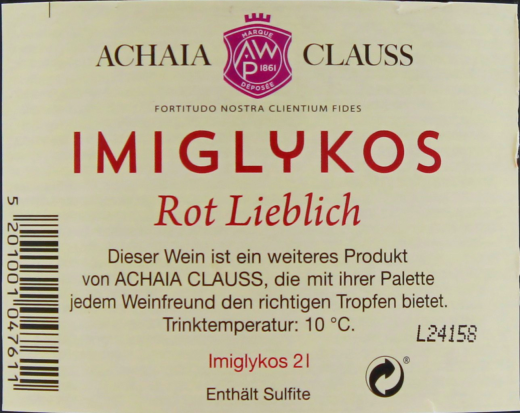 ACHAIA CLAUSS
MARQUE
AWP 1861
DEPOSÉE
FORTITUDO NOSTRA CLIENTIUM FIDES
IMIGLYKOS
Rot Lieblich
Dieser Wein ist ein weiteres Produkt
von ACHAIA CLAUSS, die mit ihrer Palette
jedem Weinfreund den richtigen Tropfen bietet.
Trinktemperatur: 10 °C.
L24158
Imiglykos 2l
®
Enthält Sulfite
5 201001 047611